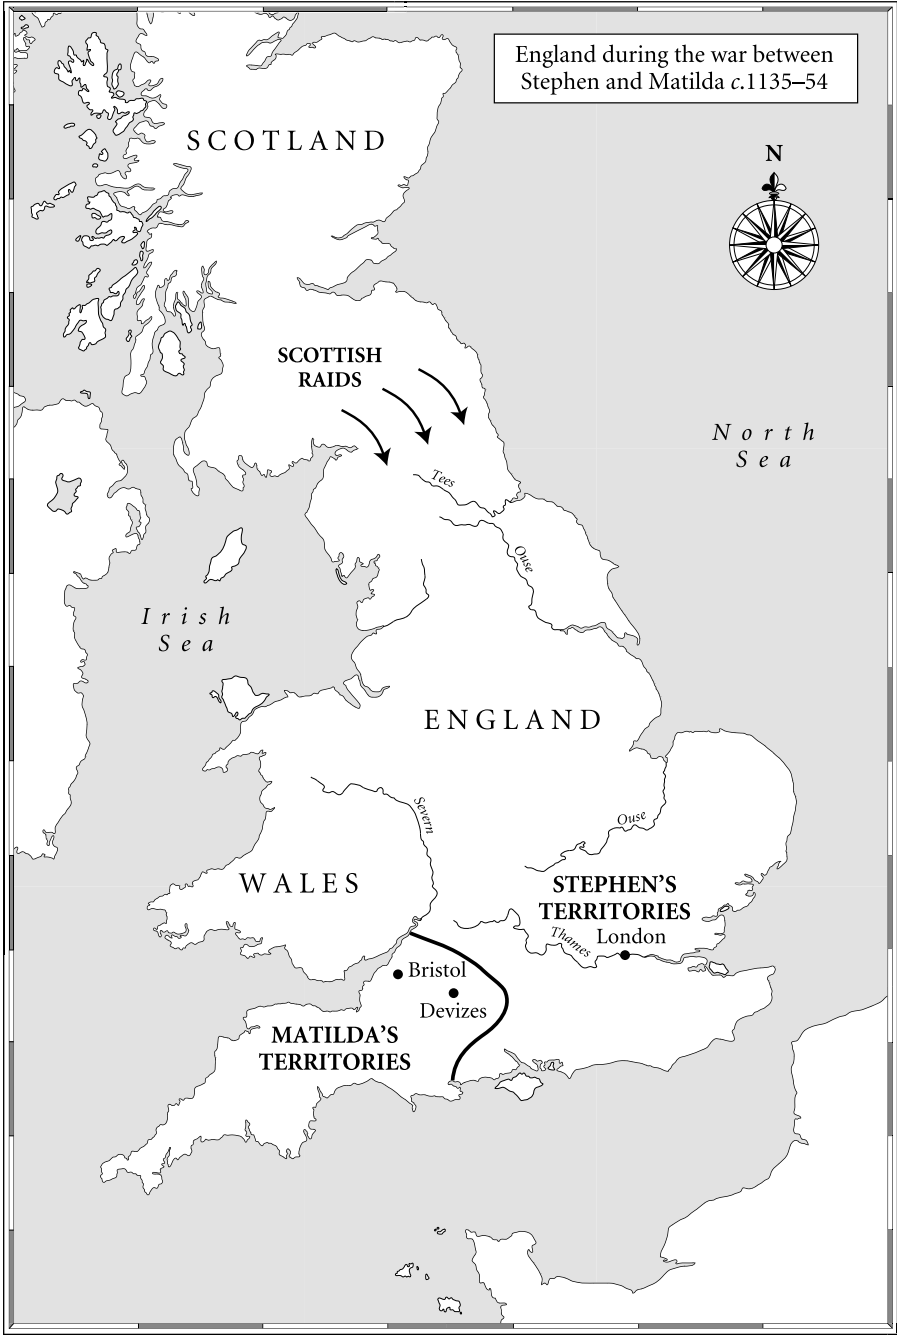 England during the war between
Stephen and Matilda c.1135–54
N
SCOTLAND
SCOTTISH
RAIDS
North
Sea
Tees
Ouse
Irish
Sea
ENGLAND
Severn
Ouse
WALES
STEPHEN'S
TERRITORIES
Thames
London
Bristol
Devizes
MATILDA'S
TERRITORIES